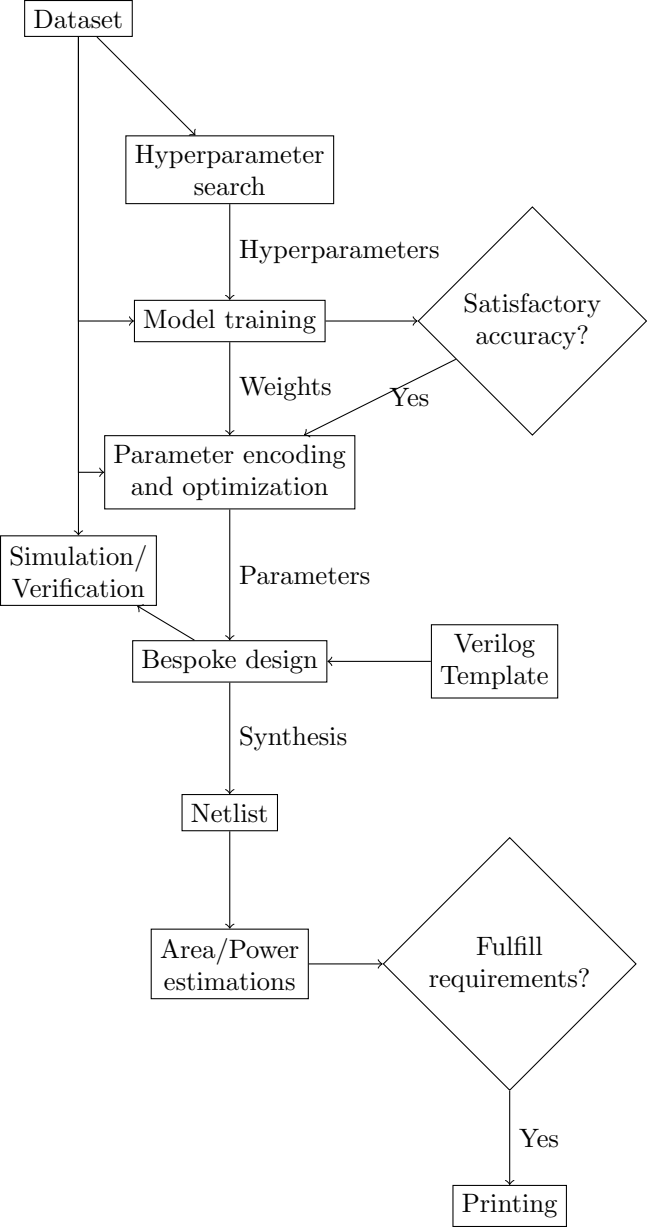 Dataset
Hyperparameter
search
Hyperparameters
Satisfactory
accuracy?
Model training
Weights
Yes
Parameter encoding
and optimization
Simulation/
Verification
Parameters
Bespoke design
Verilog
Template
Synthesis
Netlist
Area/Power
estimations
Fulfill
requirements?
Yes
Printing